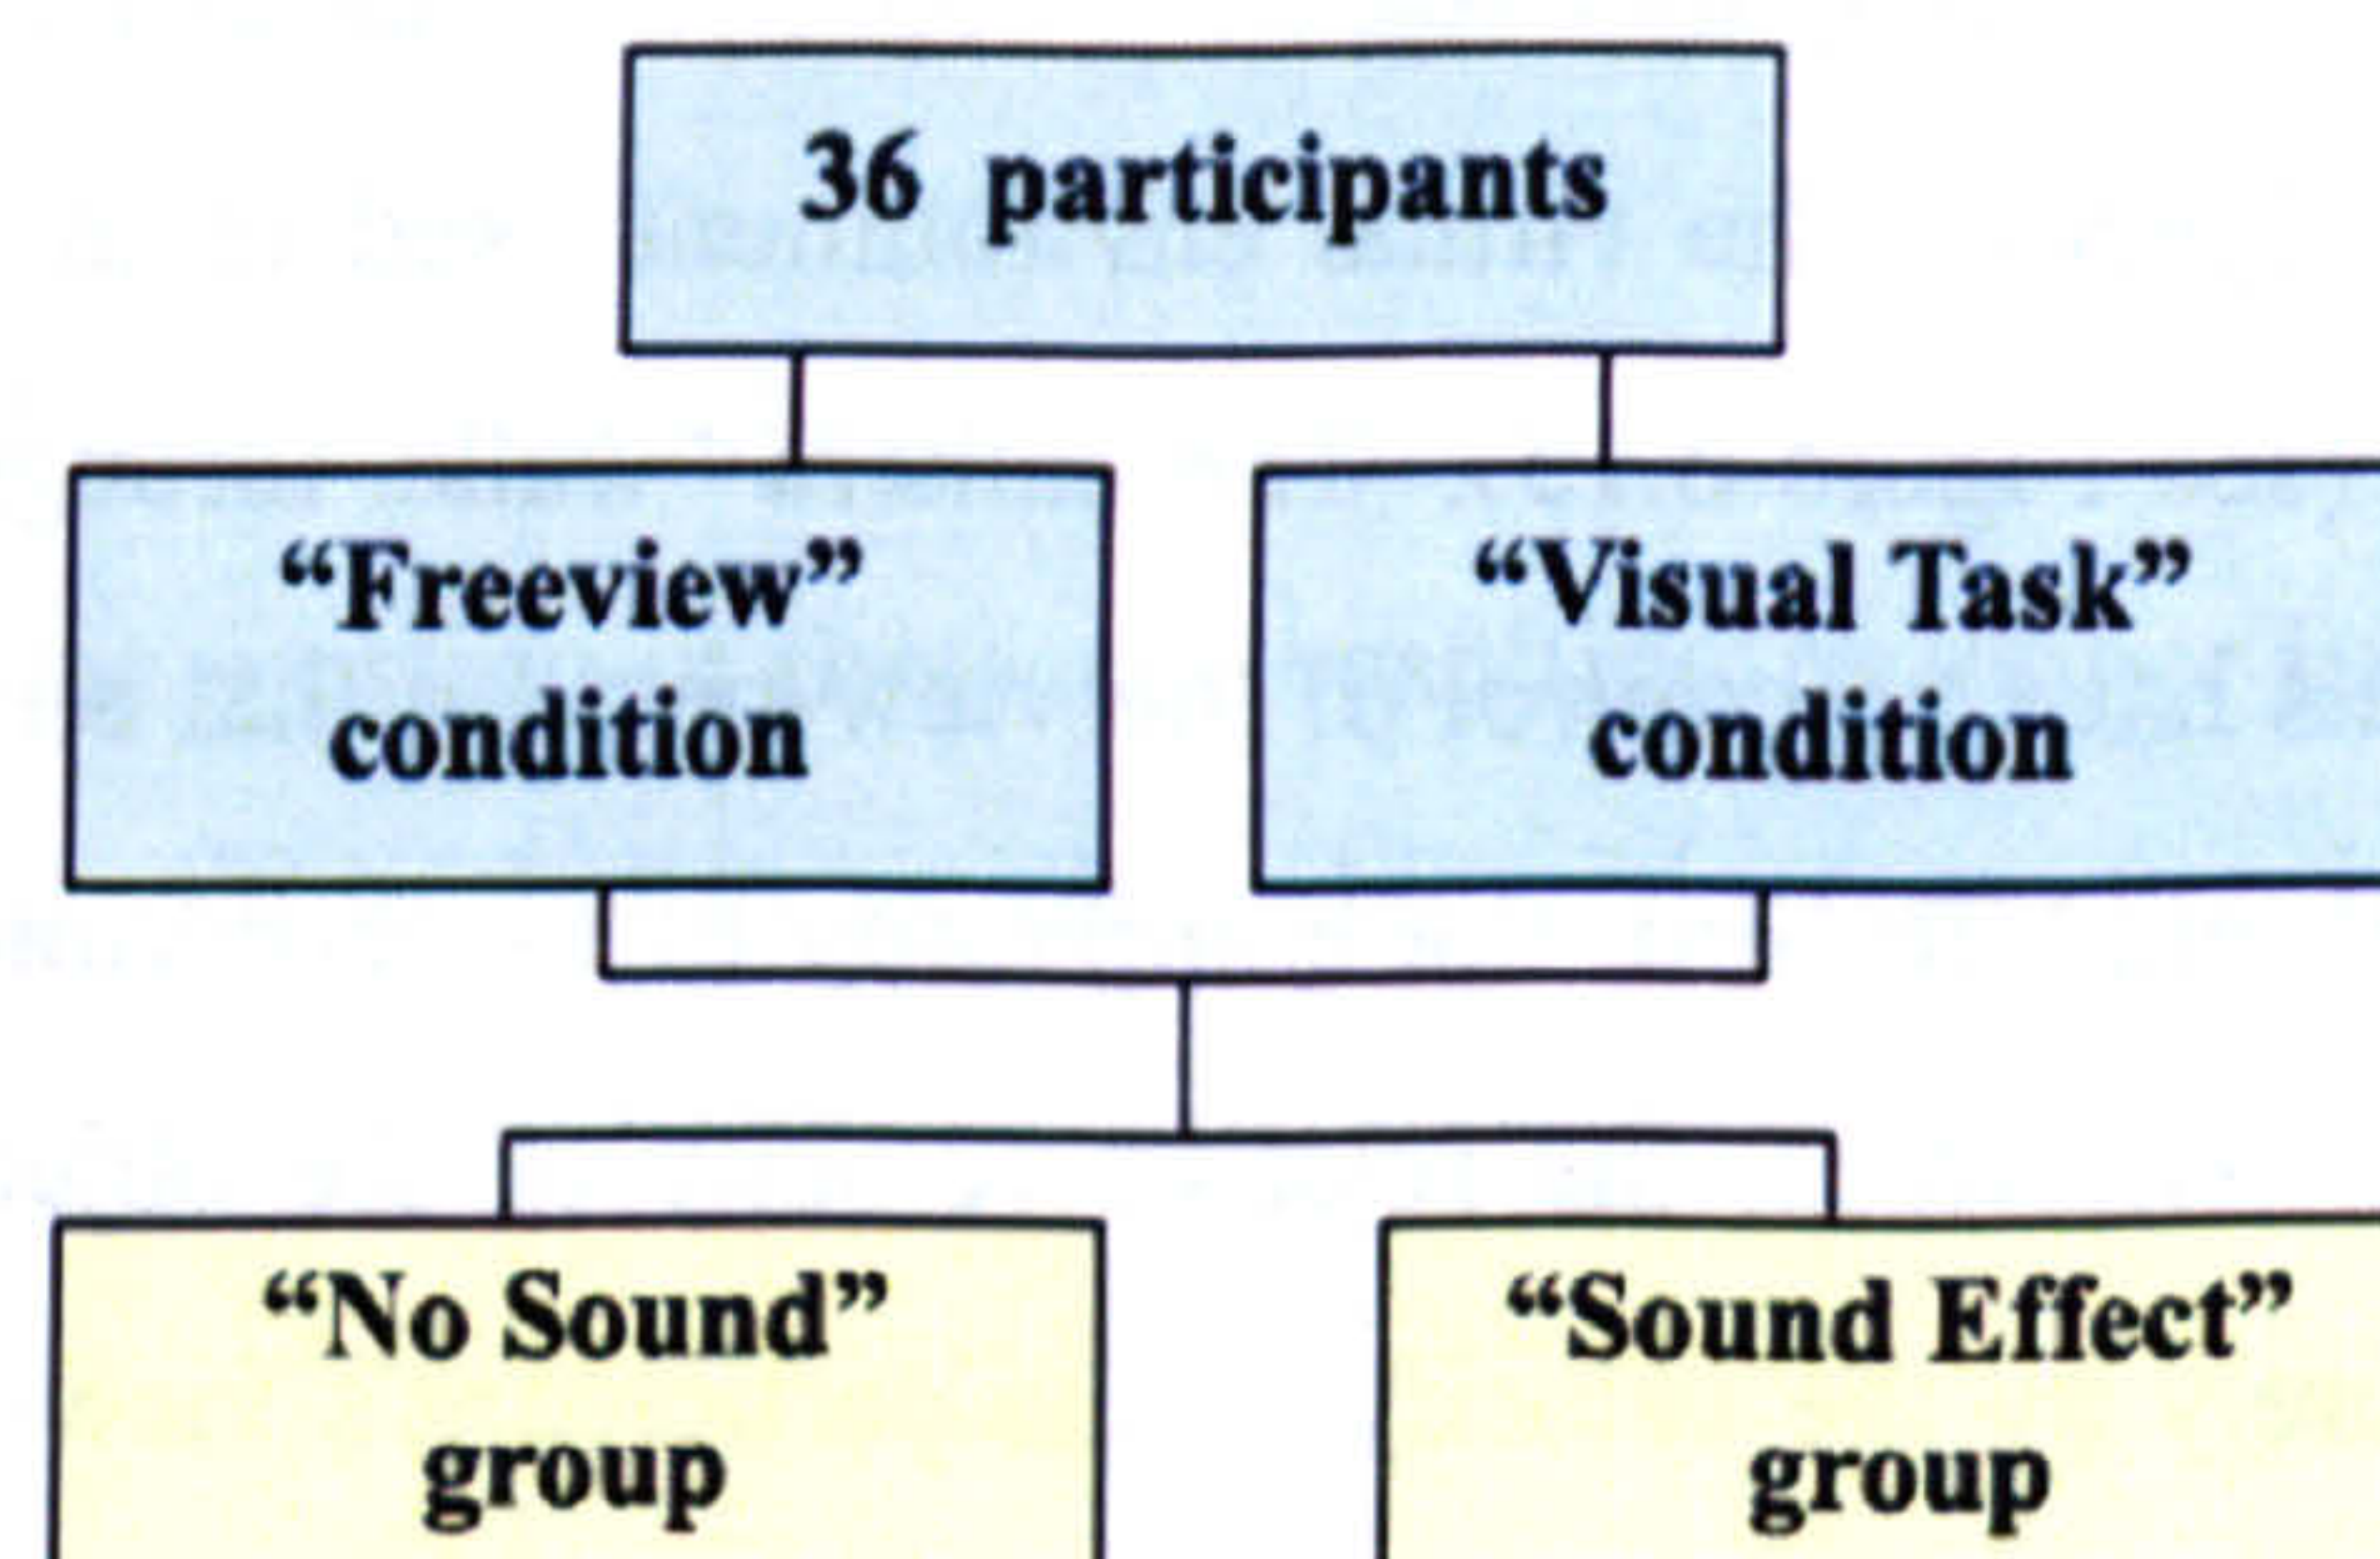 36 participants
“Freeview”
condition
“Visual Task”
condition
“No Sound”
group
“Sound Effect”
group